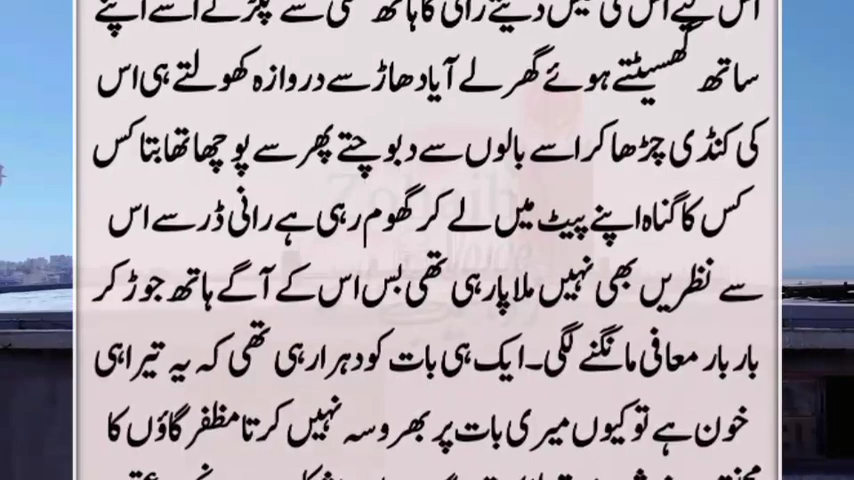 ساتھ گھسیٹتے ہوئے گھر لے آیا دھاڑ سے دروازہ کھولتے ہی اس
کی کنڈی چڑھا کر اسے بالوں سے دبوچتے پھر سے پوچھا تھا بتا کس
کس کا گناہ اپنے پیٹ میں لے کر گھوم رہی ہے رانی ڈر سے اس
سے نظریں بھی نہیں ملا پا رہی تھی بس اس کے آگے ہاتھ جوڑ کر
بار بار معافی مانگنے لگی۔ ایک ہی بات کو دہرا رہی تھی کہ یہ تیرا ہی
خون ہے تو کیوں میری بات پر بھروسہ نہیں کرتا مظفر گاؤں کا
Zohaib
Voice